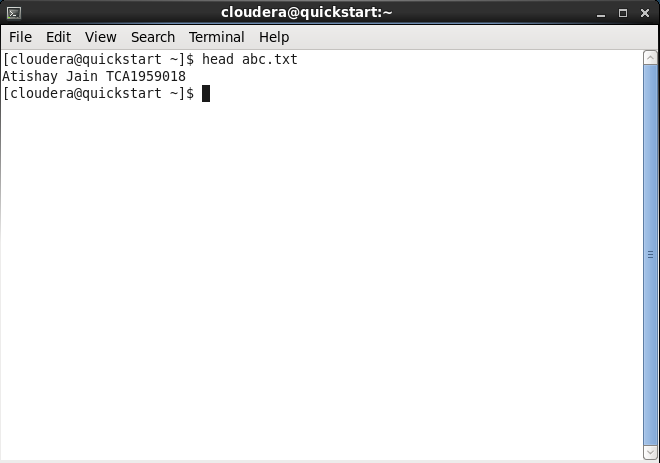 cloudera@quickstart:~
File Edit View Search Terminal Help
[cloudera@quickstart ~]$ head abc.txt
Atishay Jain TCA1959018
[cloudera@quickstart ~]$